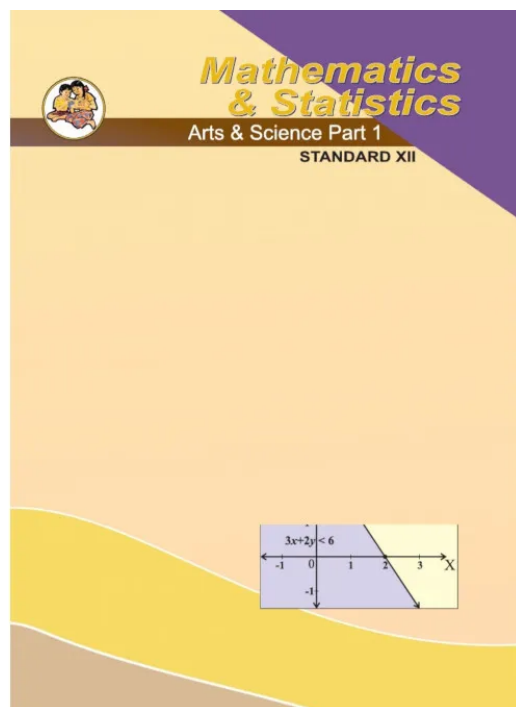 Mathematics
& Statistics
Arts & Science Part 1
STANDARD XII
3x+2y < 6
-1 0 1 2 3 X
-1